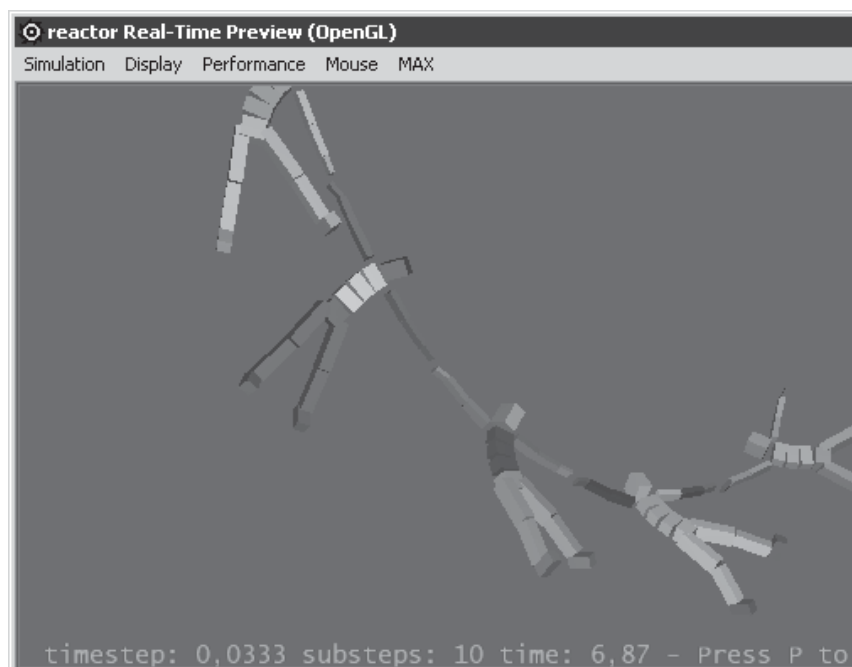 reactor Real-Time Preview (OpenGL)
Simulation Display Performance Mouse MAX
timestep: 0,0333 substeps: 10 time: 6,87 – Press P to